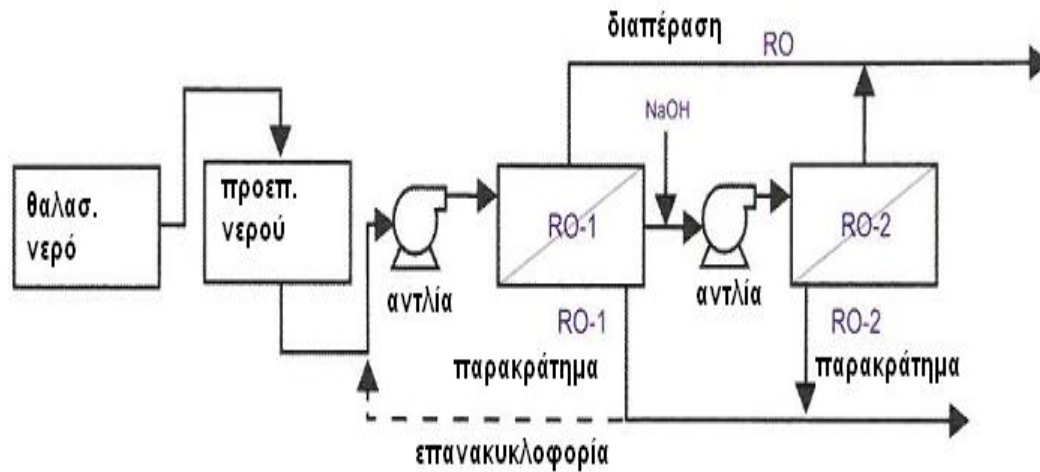 διαπέραση
RO
NaOH
θαλασ.
νερό
προεπ.
νερού
RO-1
RO-2
αντλία
αντλία
RO-1
παρακράτημα
RO-2
παρακράτημα
επανακυκλοφορία